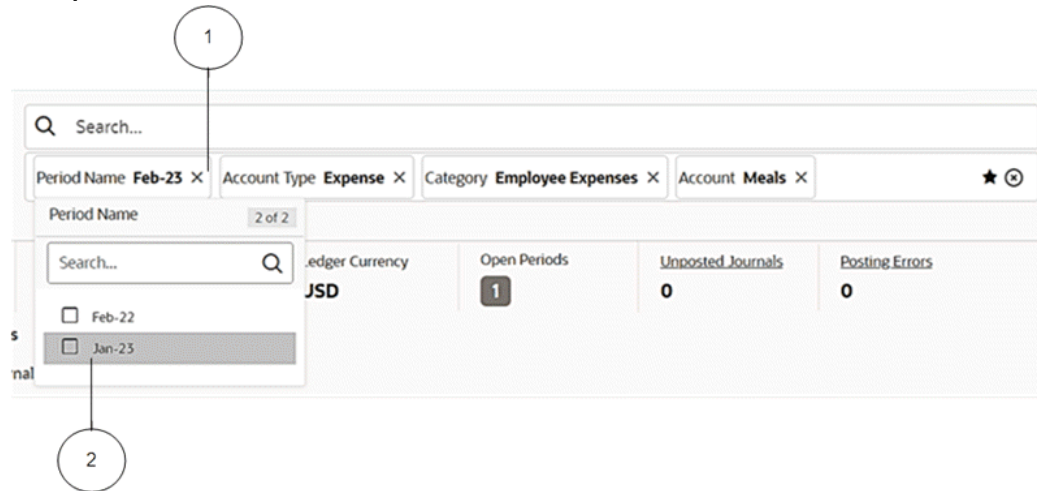 1
Search...
Period Name Feb-23 × Account Type Expense × Category Employee Expenses × Account Meals ×
Period Name 2 of 2
Search...
Ledger Currency Open Periods Unposted Journals Posting Errors
USD 1 0 0
Feb-22
Jan-23
2